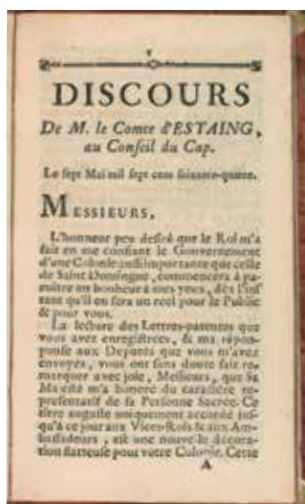 DISCOURS
De M. le Comte d'ESTAING,
au Conseil du Cap.
Le sept Mai mil sept cens soixante-quatre.
MESSIEURS,
L'honneur peu desiré que le Roi m'a
fait en me confiant le Gouvernement
d'une Colonie aussi importante que celle
de Saint Domingue, commencera à pa-
roître un bonheur à mes yeux, dès l'ins-
tant qu'il en sera un réel pour le Public
& pour vous.
La lecture des Lettres-patentes que
vous avez enregistrées, & ma répon-
ponse aux Députés que vous m'avez
envoyés, vous ont sans doute fait re-
marquer avec joie, Messieurs, que Sa
Majesté m'a honoré du caractère re-
présentatif de sa Personne Sacrée. Ce
titre auguste uniquement accordé jus-
qu'à ce jour aux Vices-Rois & aux Am-
bassadeurs, est une nouvelle décora-
tion flatteuse pour votre Colonie. Cette
A